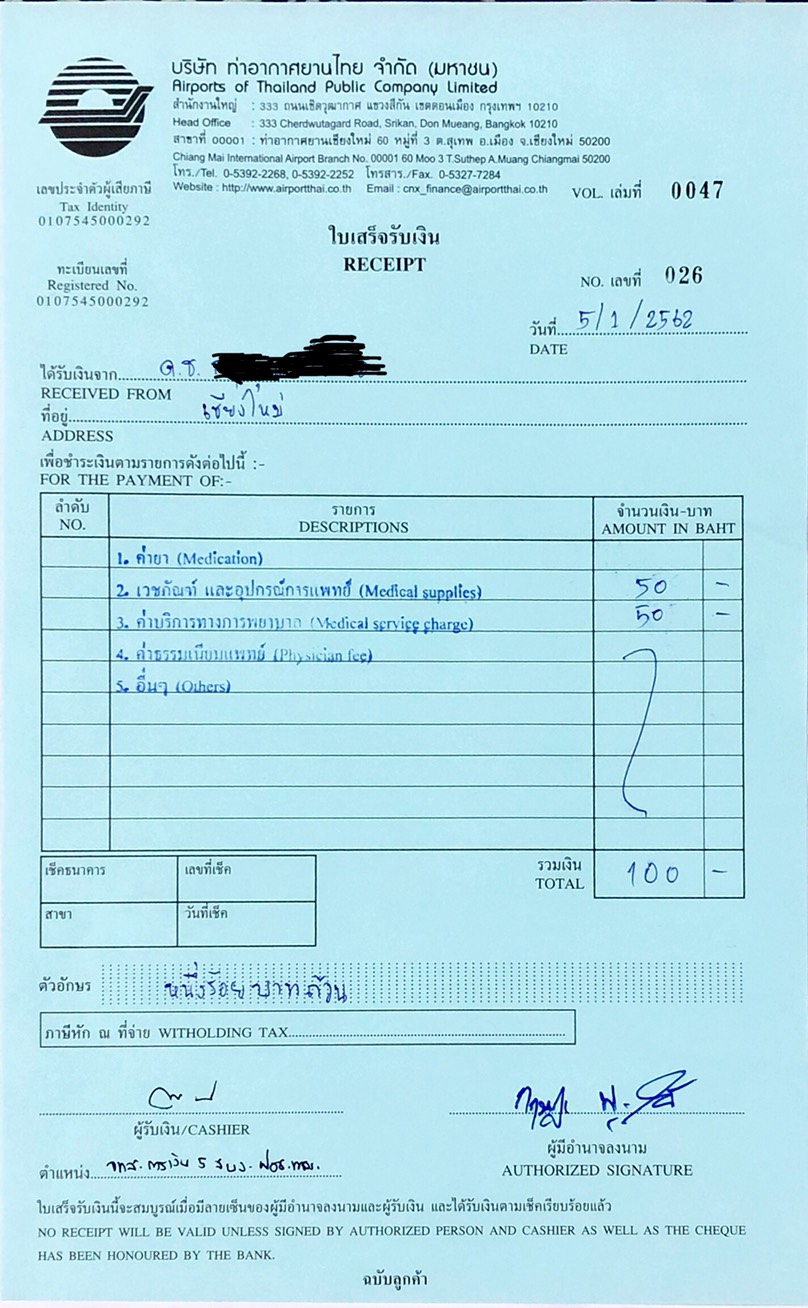 บริษัท ท่าอากาศยานไทย จำกัด (มหาชน)
Airports of Thailand Public Company Limited
สำนักงานใหญ่ : 333 ถนนเชิดวุฒากาศ แขวงสีกัน เขตดอนเมือง กรุงเทพฯ 10210
Head Office : 333 Cherdwutagard Road, Srikan, Don Mueang, Bangkok 10210
สาขาที่ 00001 : ท่าอากาศยานเชียงใหม่ 60 หมู่ที่ 3 ต.สุเทพ อ.เมือง จ.เชียงใหม่ 50200
Chiang Mai International Airport Branch No. 00001 60 Moo 3 T.Suthep A.Muang Chiangmai 50200
โทร./Tel. 0-5392-2268, 0-5392-2252 โทรสาร./Fax. 0-5327-7284
Website : http://www.airportthai.co.th Email : cnx_finance@airportthai.co.th
VOL. เล่มที่ 0047
เลขประจำตัวผู้เสียภาษี
Tax Identity
0107545000292
ใบเสร็จรับเงิน
RECEIPT
ทะเบียนเลขที่
Registered No.
0107545000292
NO. เลขที่ 026
วันที่ 5/1/2562
DATE
ได้รับเงินจาก ด.ช.
RECEIVED FROM
ที่อยู่ เชียงใหม่
ADDRESS
เพื่อชำระเงินตามรายการดังต่อไปนี้ :-
FOR THE PAYMENT OF:-
ลำดับ รายการ จำนวนเงิน-บาท
NO. DESCRIPTIONS AMOUNT IN BAHT
1. ค่ายา (Medication)
2. เวชภัณฑ์ และอุปกรณ์การแพทย์ (Medical supplies) 50 -
3. ค่าบริการทางการพยาบาล (Medical service charge) 50 -
4. ค่าธรรมเนียมแพทย์ (Physician fee)
5. อื่นๆ (Others)
เช็คธนาคาร เลขที่เช็ค
รวมเงิน 100 -
TOTAL
สาขา วันที่เช็ค
ตัวอักษร หนึ่งร้อยบาทถ้วน
ภาษีหัก ณ ที่จ่าย WITHOLDING TAX
ผู้รับเงิน/CASHIER
ผู้มีอำนาจลงนาม
AUTHORIZED SIGNATURE
ตำแหน่ง
ใบเสร็จรับเงินนี้จะสมบูรณ์เมื่อมีลายเซ็นของผู้มีอำนาจลงนามและผู้รับเงิน และได้รับเงินตามเช็คเรียบร้อยแล้ว
NO RECEIPT WILL BE VALID UNLESS SIGNED BY AUTHORIZED PERSON AND CASHIER AS WELL AS THE CHEQUE
HAS BEEN HONOURED BY THE BANK.
ฉบับลูกค้า